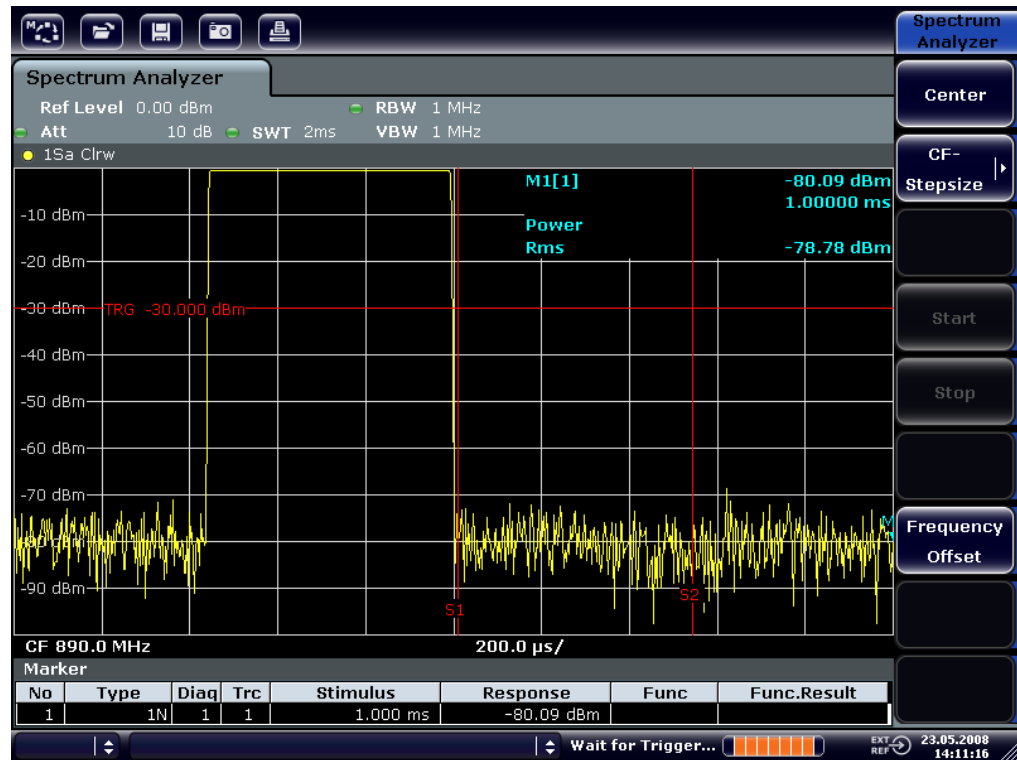 Spectrum
Analyzer
Spectrum Analyzer
Ref Level 0.00 dBm RBW 1 MHz
Att 10 dB SWT 2ms VBW 1 MHz
1Sa Clrw
M1[1] -80.09 dBm
1.00000 ms
Power
Rms -78.78 dBm
-10 dBm
-20 dBm
-30 dBm TRG -30.000 dBm
-40 dBm
-50 dBm
-60 dBm
-70 dBm
-90 dBm
S1
S2
CF 890.0 MHz 200.0 µs/
Marker
No Type Diag Trc Stimulus Response Func Func.Result
1 1N 1 1 1.000 ms -80.09 dBm
Wait for Trigger...
EXT
REF
23.05.2008
14:11:16
Center
CF-
Stepsize
Start
Stop
Frequency
Offset